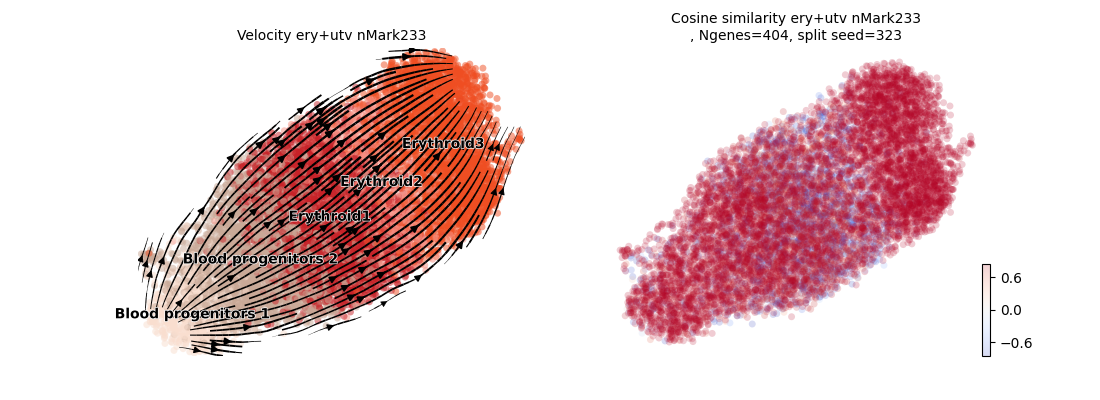 Velocity ery+utv nMark233
Erythroid3
Erythroid2
Erythroid1
Blood progenitors 2
Blood progenitors 1
Cosine similarity ery+utv nMark233
, Ngenes=404, split seed=323
0.6
0.0
−0.6